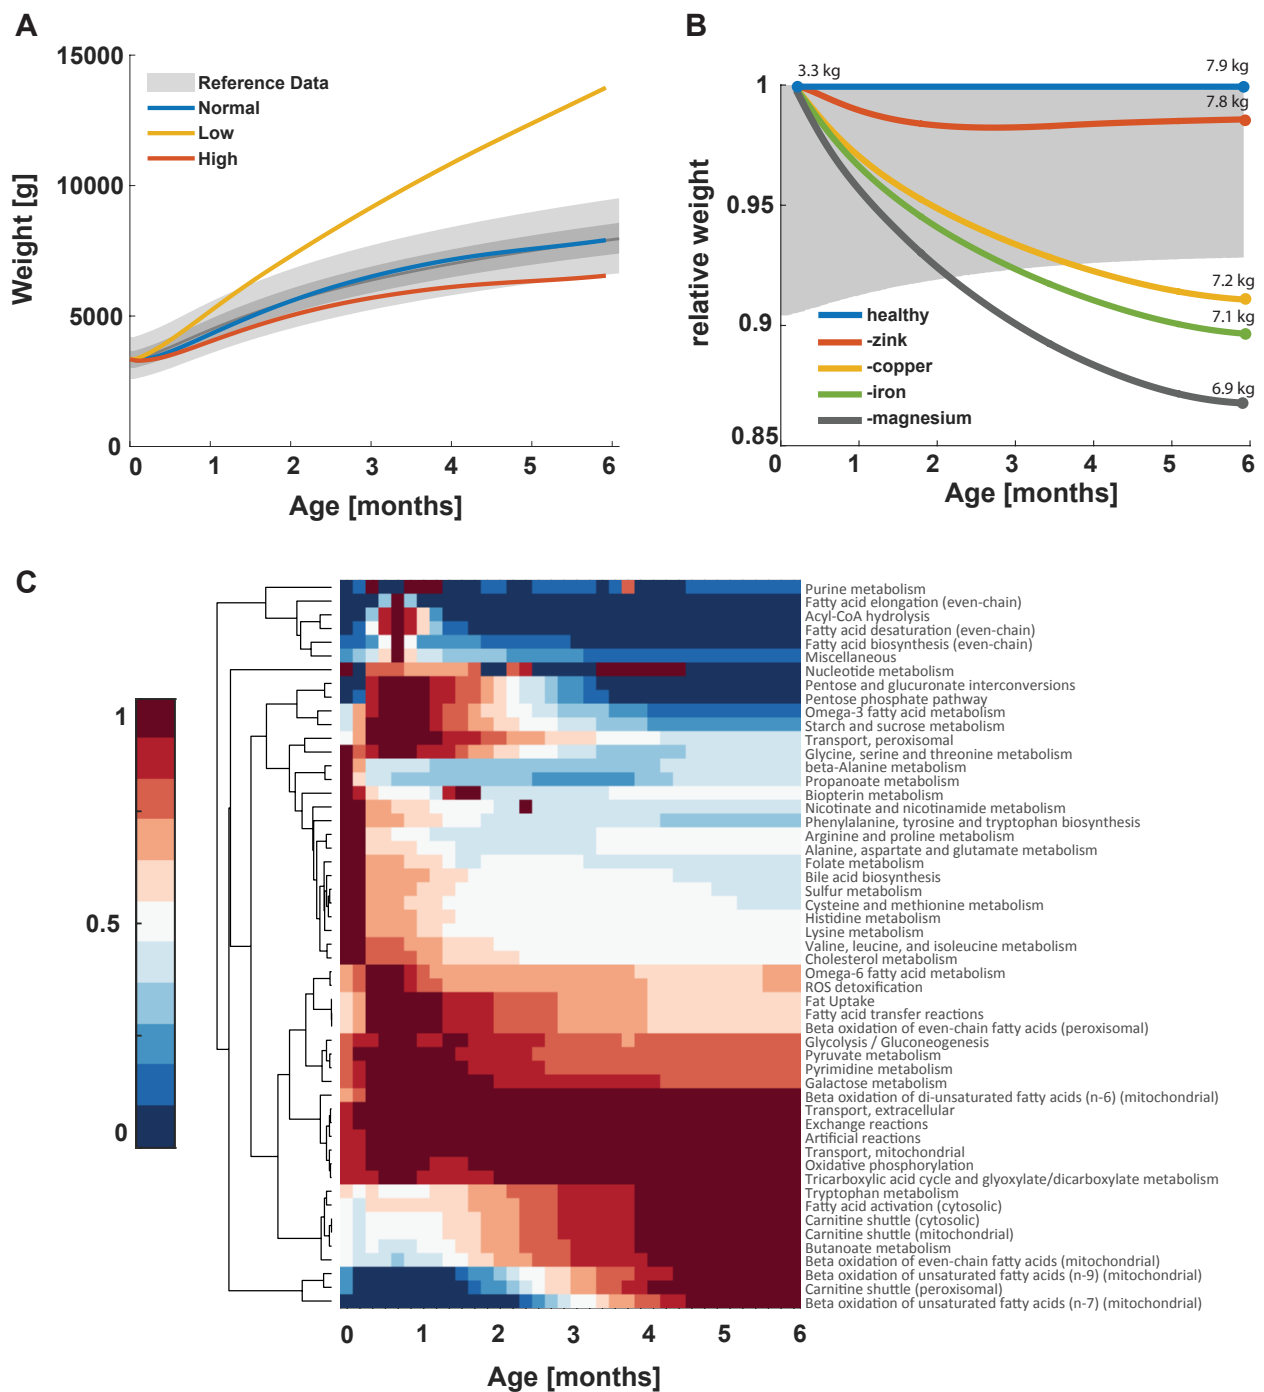 A
15000
10000
5000
0
Weight [g]
Reference Data
Normal
Low
High
0 1 2 3 4 5 6
Age [months]
B
1
0.95
0.9
0.85
relative weight
3.3 kg
7.9 kg
7.8 kg
7.2 kg
7.1 kg
6.9 kg
healthy
-zink
-copper
-iron
-magnesium
0 1 2 3 4 5 6
Age [months]
C
1
0.5
0
Purine metabolism
Fatty acid elongation (even-chain)
Acyl-CoA hydrolysis
Fatty acid desaturation (even-chain)
Fatty acid biosynthesis (even-chain)
Miscellaneous
Nucleotide metabolism
Pentose and glucuronate interconversions
Pentose phosphate pathway
Omega-3 fatty acid metabolism
Starch and sucrose metabolism
Transport, peroxisomal
Glycine, serine and threonine metabolism
beta-Alanine metabolism
Propanoate metabolism
Biopterin metabolism
Nicotinate and nicotinamide metabolism
Phenylalanine, tyrosine and tryptophan biosynthesis
Arginine and proline metabolism
Alanine, aspartate and glutamate metabolism
Folate metabolism
Bile acid biosynthesis
Sulfur metabolism
Cysteine and methionine metabolism
Histidine metabolism
Lysine metabolism
Valine, leucine, and isoleucine metabolism
Cholesterol metabolism
Omega-6 fatty acid metabolism
ROS detoxification
Fat Uptake
Fatty acid transfer reactions
Beta oxidation of even-chain fatty acids (peroxisomal)
Glycolysis / Gluconeogenesis
Pyruvate metabolism
Pyrimidine metabolism
Galactose metabolism
Beta oxidation of di-unsaturated fatty acids (n-6) (mitochondrial)
Transport, extracellular
Exchange reactions
Artificial reactions
Transport, mitochondrial
Oxidative phosphorylation
Tricarboxylic acid cycle and glyoxylate/dicarboxylate metabolism
Tryptophan metabolism
Fatty acid activation (cytosolic)
Carnitine shuttle (cytosolic)
Carnitine shuttle (mitochondrial)
Butanoate metabolism
Beta oxidation of even-chain fatty acids (mitochondrial)
Beta oxidation of unsaturated fatty acids (n-9) (mitochondrial)
Carnitine shuttle (peroxisomal)
Beta oxidation of unsaturated fatty acids (n-7) (mitochondrial)
0 1 2 3 4 5 6
Age [months]